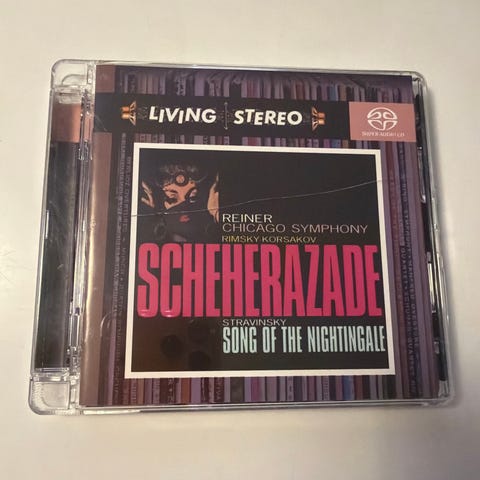 LIVING STEREO
SUPER AUDIO CD
REINER
CHICAGO SYMPHONY
RIMSKY-KORSAKOV
SCHEHERAZADE
STRAVINSKY
SONG OF THE NIGHTINGALE